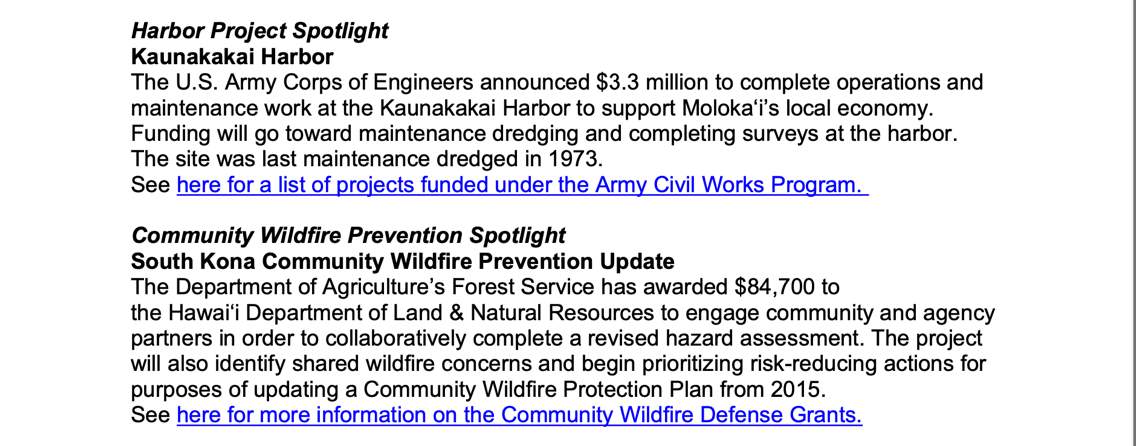 Harbor Project Spotlight
Kaunakakai Harbor
The U.S. Army Corps of Engineers announced $3.3 million to complete operations and
maintenance work at the Kaunakakai Harbor to support Molokaʻi’s local economy.
Funding will go toward maintenance dredging and completing surveys at the harbor.
The site was last maintenance dredged in 1973.
See here for a list of projects funded under the Army Civil Works Program.
Community Wildfire Prevention Spotlight
South Kona Community Wildfire Prevention Update
The Department of Agriculture’s Forest Service has awarded $84,700 to
the Hawaiʻi Department of Land & Natural Resources to engage community and agency
partners in order to collaboratively complete a revised hazard assessment. The project
will also identify shared wildfire concerns and begin prioritizing risk-reducing actions for
purposes of updating a Community Wildfire Protection Plan from 2015.
See here for more information on the Community Wildfire Defense Grants.